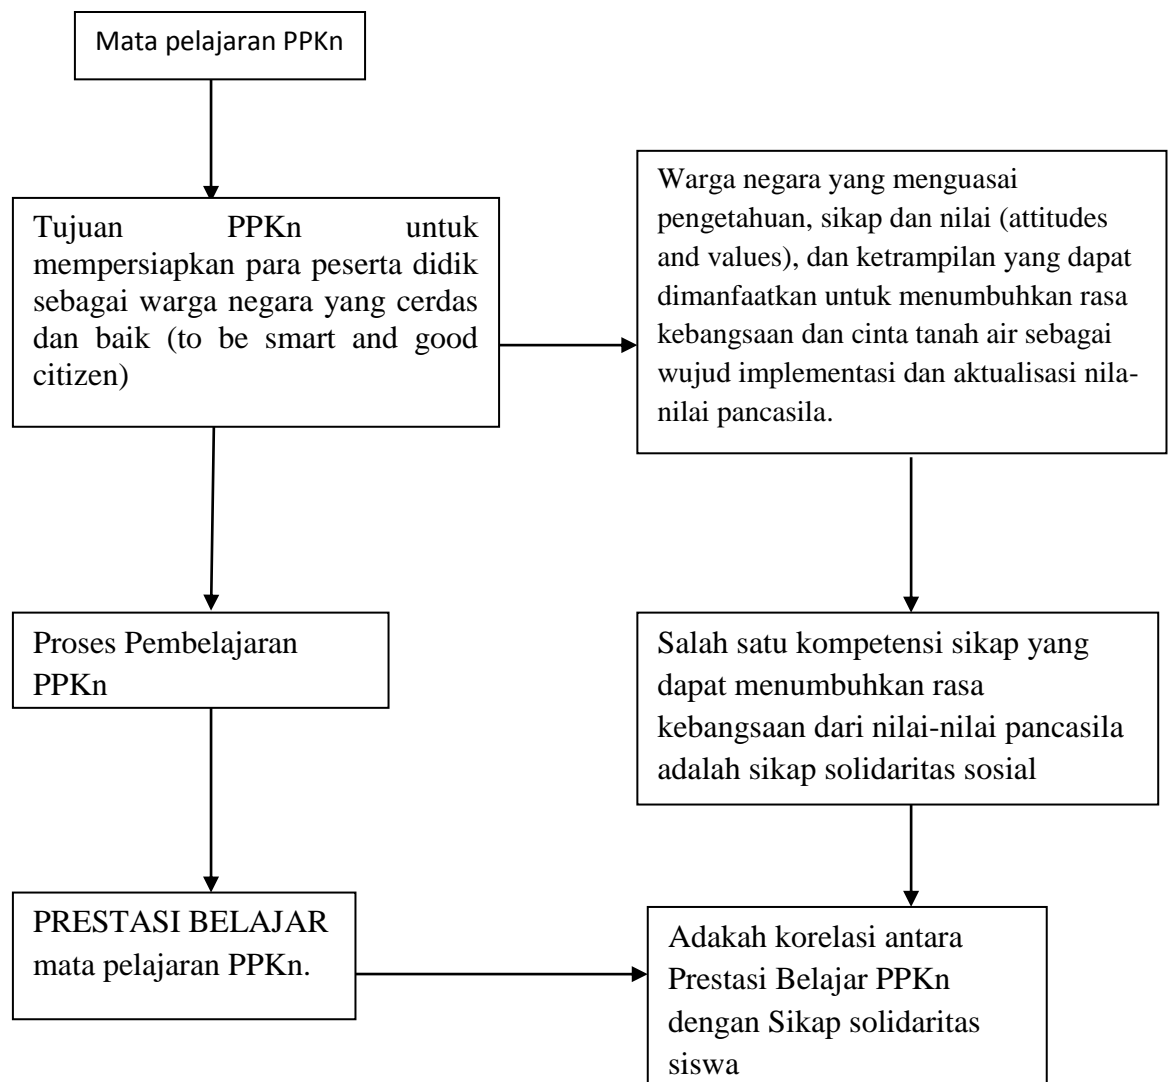 Mata pelajaran PPKn
Tujuan PPKn untuk
mempersiapkan para peserta didik
sebagai warga negara yang cerdas
dan baik (to be smart and good
citizen)
Warga negara yang menguasai
pengetahuan, sikap dan nilai (attitudes
and values), dan ketrampilan yang dapat
dimanfaatkan untuk menumbuhkan rasa
kebangsaan dan cinta tanah air sebagai
wujud implementasi dan aktualisasi nila-
nilai pancasila.
Proses Pembelajaran
PPKn
Salah satu kompetensi sikap yang
dapat menumbuhkan rasa
kebangsaan dari nilai-nilai pancasila
adalah sikap solidaritas sosial
PRESTASI BELAJAR
mata pelajaran PPKn.
Adakah korelasi antara
Prestasi Belajar PPKn
dengan Sikap solidaritas
siswa